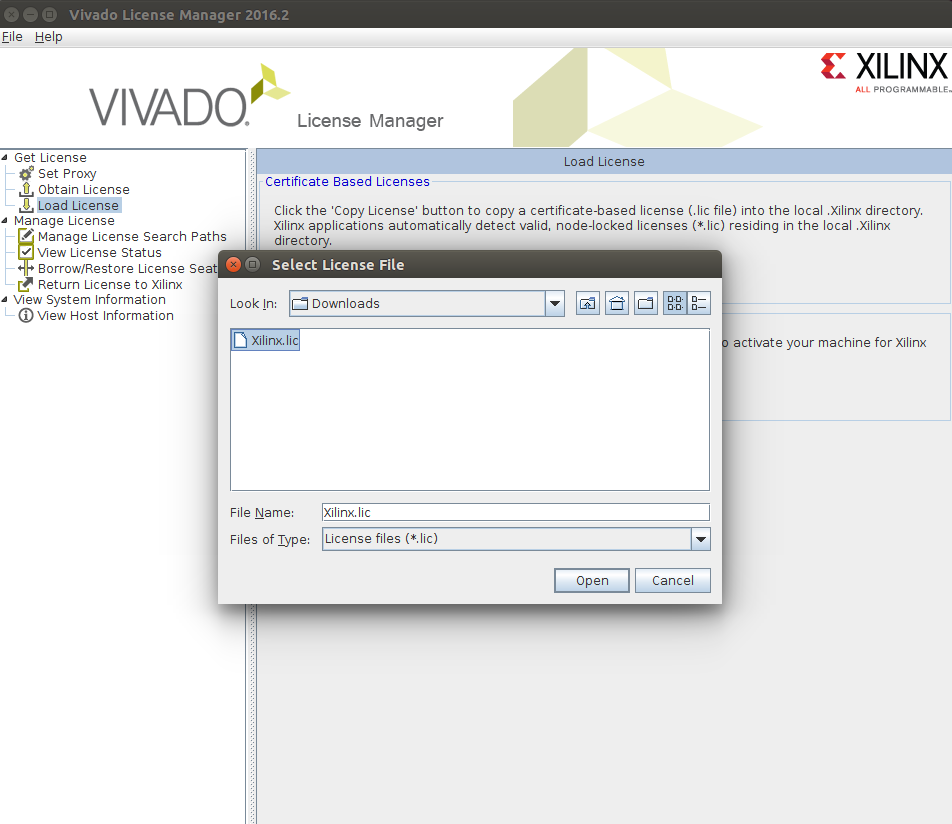 Vivado License Manager 2016.2
File Help
VIVADO.
License Manager
XILINX
ALL PROGRAMMABLE
Get License
Set Proxy
Obtain License
Load License
Manage License
Manage License Search Paths
View License Status
Borrow/Restore License Seat
Return License to Xilinx
View System Information
View Host Information
Load License
Certificate Based Licenses
Click the 'Copy License' button to copy a certificate-based license (.lic file) into the local .Xilinx directory.
Xilinx applications automatically detect valid, node-locked licenses (*.lic) residing in the local .Xilinx
directory.
o activate your machine for Xilinx
Select License File
Look In: Downloads
Xilinx.lic
File Name: Xilinx.lic
Files of Type: License files (*.lic)
Open Cancel